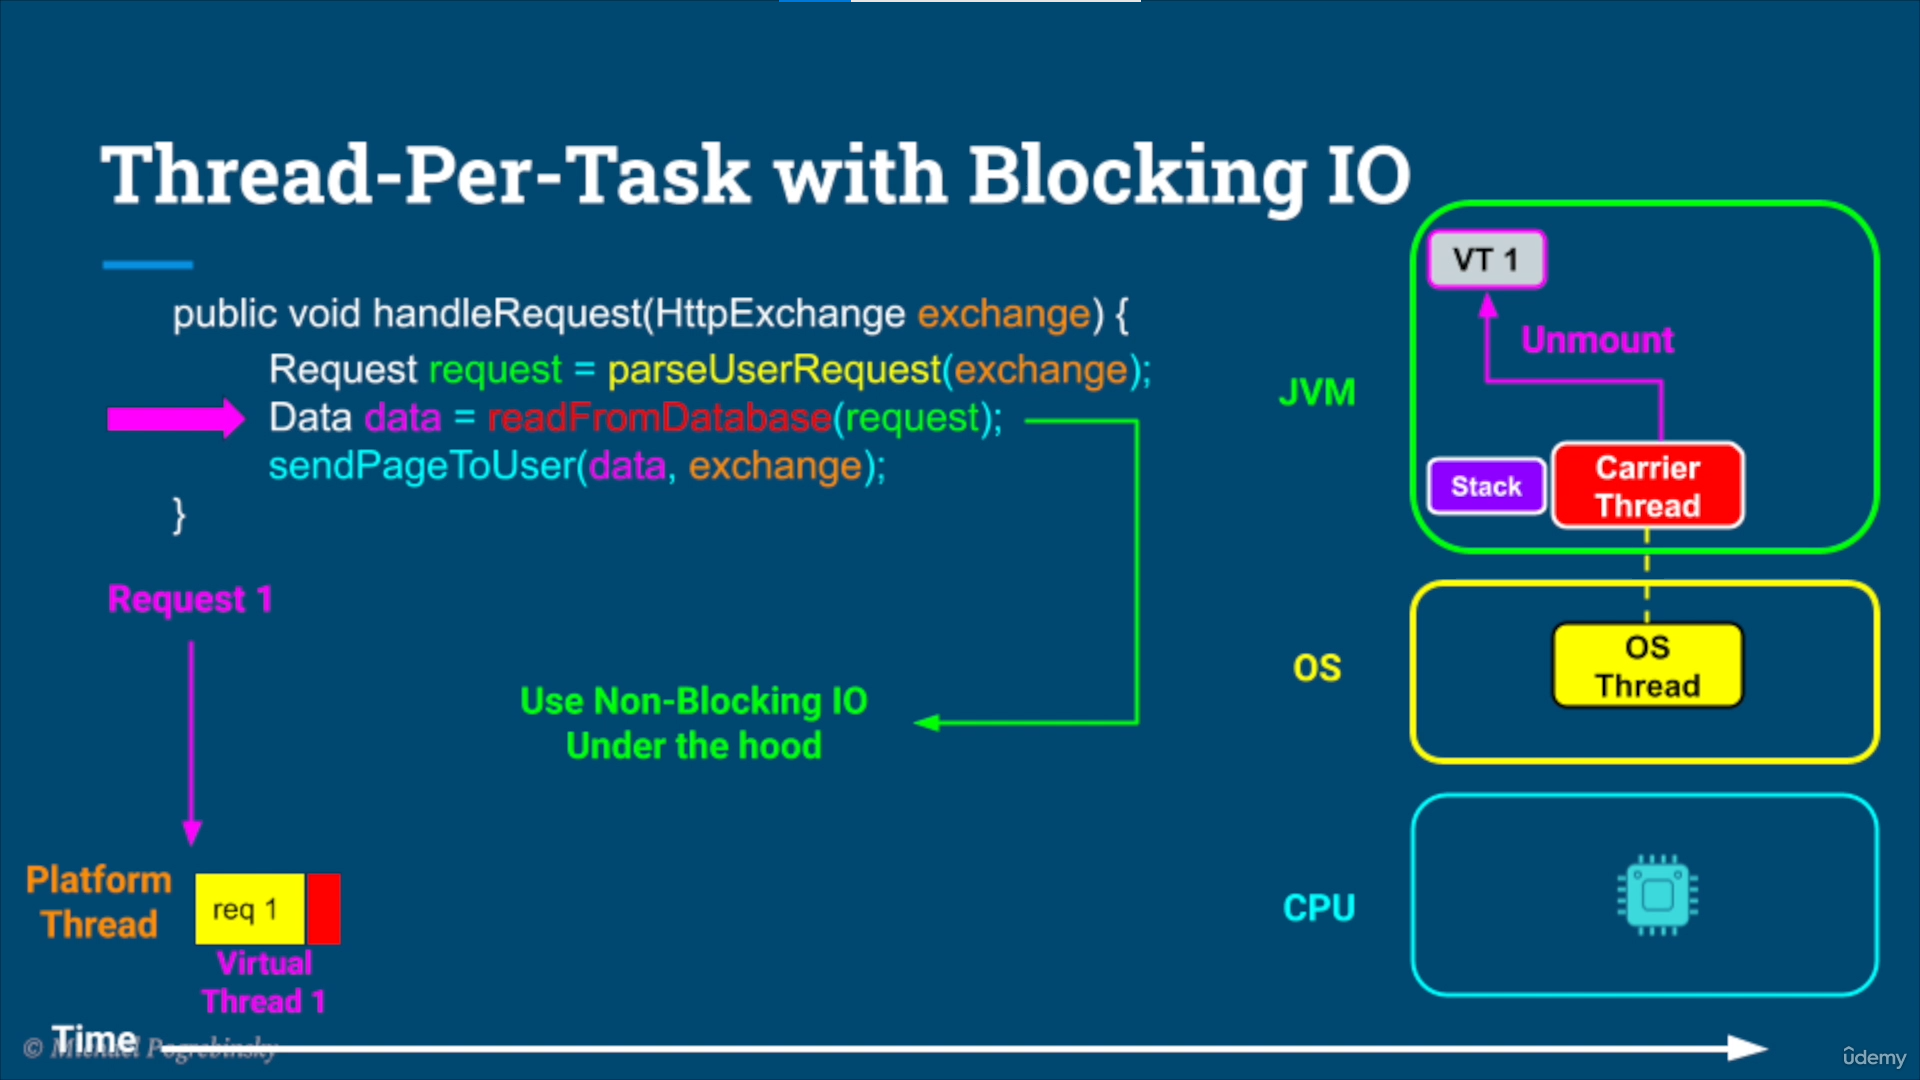 Thread-Per-Task with Blocking IO
public void handleRequest(HttpExchange exchange) {
Request request = parseUserRequest(exchange);
Data data = readFromDatabase(request);
sendPageToUser(data, exchange);
}
Request 1
Use Non-Blocking IO
Under the hood
Platform
Thread
req 1
Virtual
Thread 1
Time
© Michael Pogrebinsky
JVM
VT 1
Unmount
Stack
Carrier
Thread
OS
OS
Thread
CPU
ûdemy